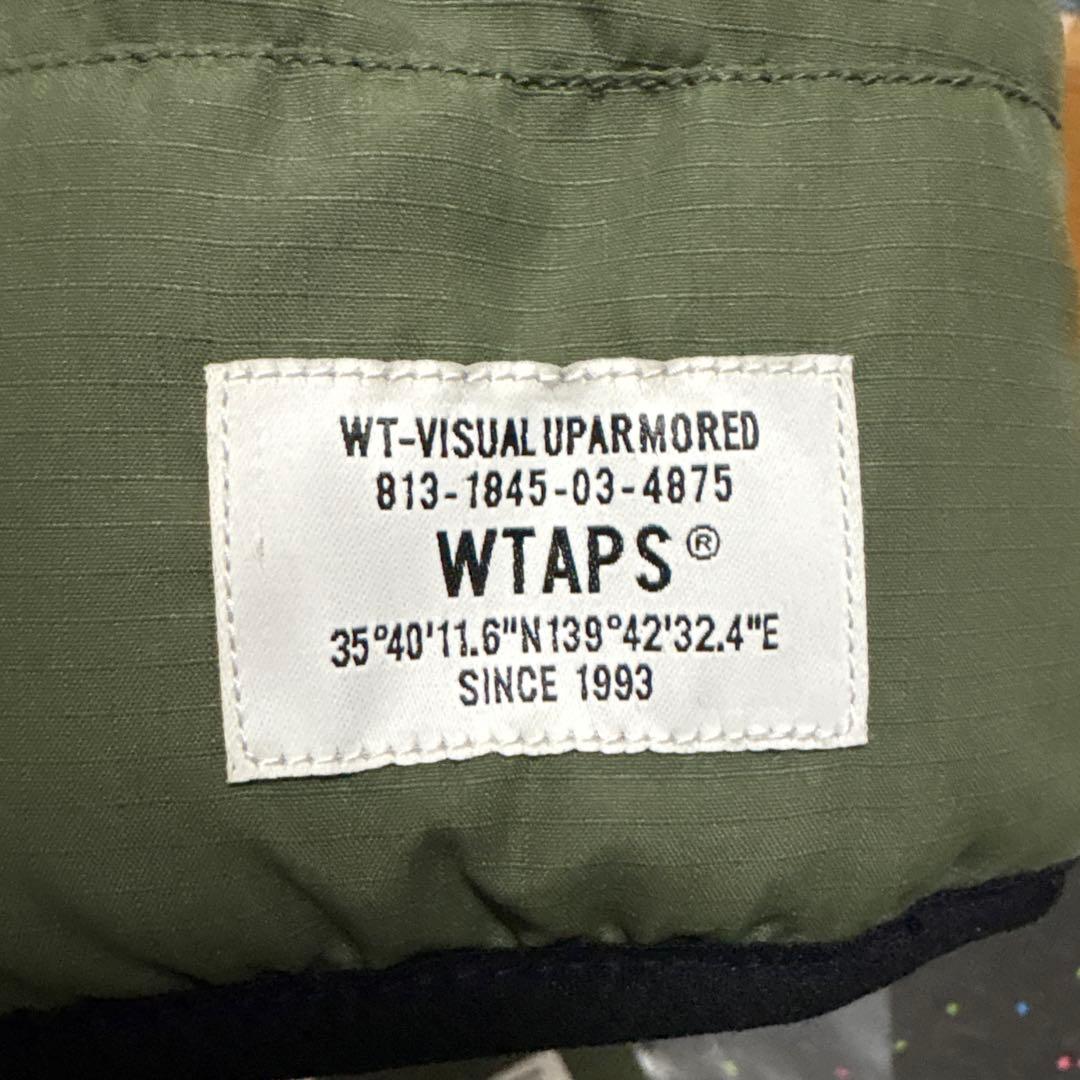 WT-VISUAL UPARMORED
813-1845-03-4875
WTAPS®
35°40'11.6"N139°42'32.4"E
SINCE 1993